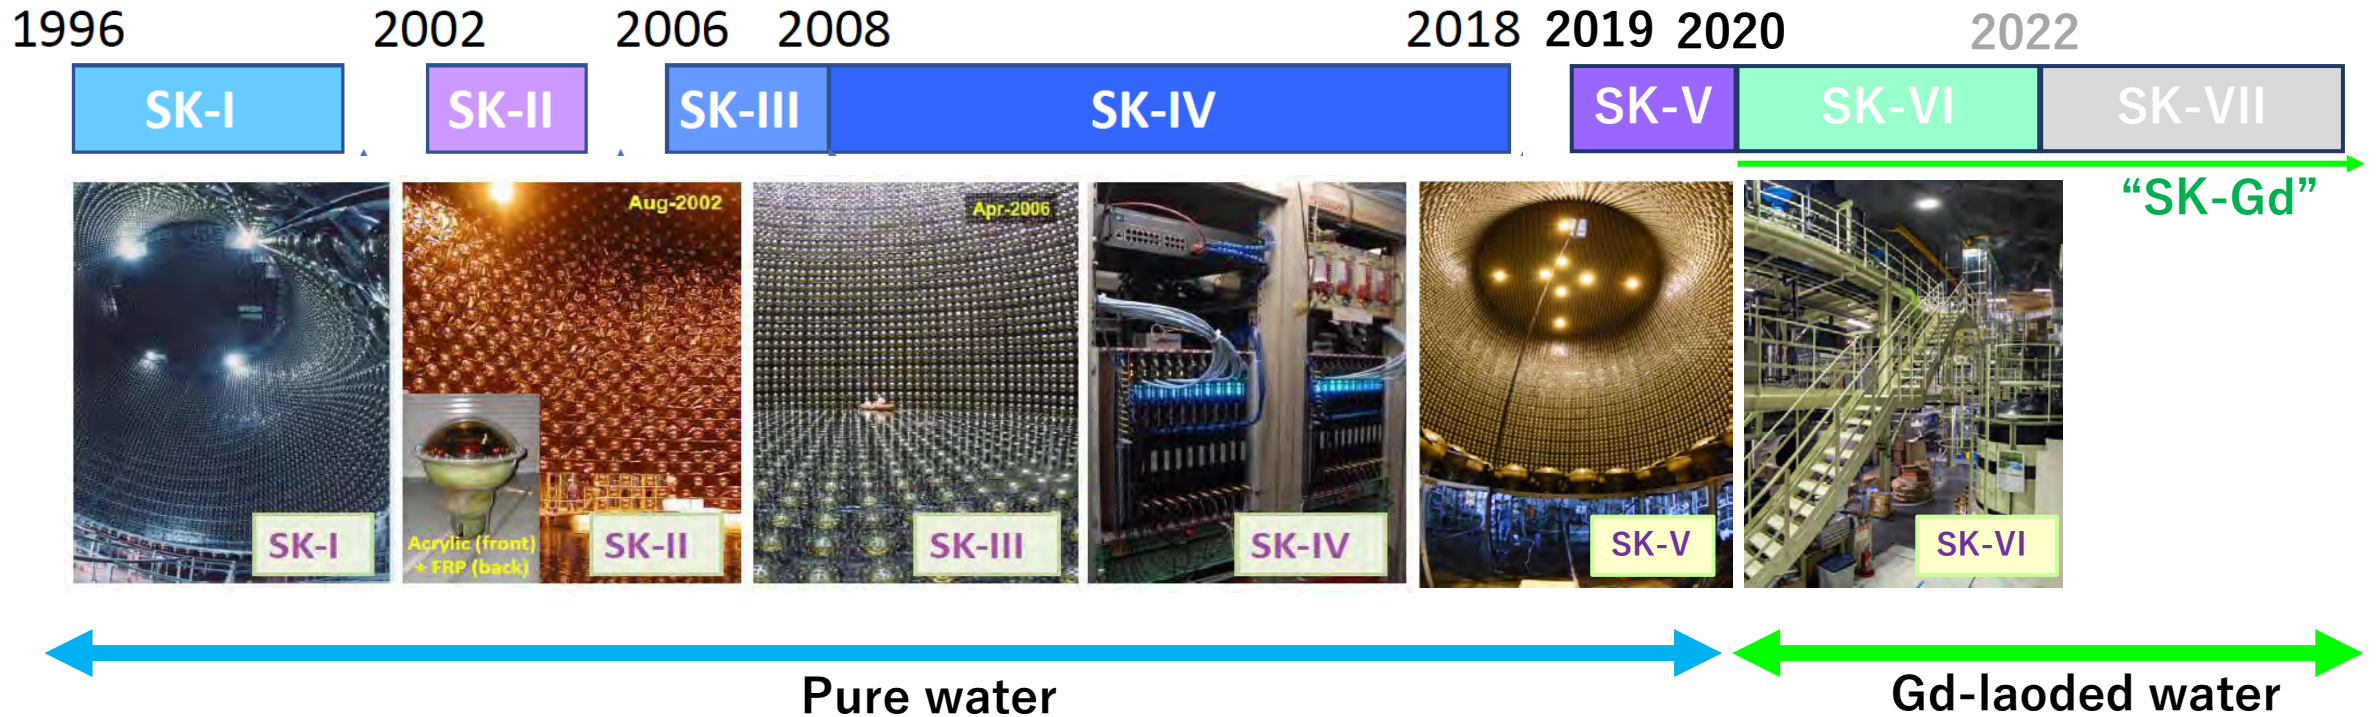 1996 2002 2006 2008 2018 2019 2020 2022
SK-I SK-II SK-III SK-IV SK-V SK-VI SK-VII
“SK-Gd”
Aug-2002
Apr-2006
Acrylic (front)
+ FRP (back)
SK-I SK-II SK-III SK-IV SK-V SK-VI
Pure water
Gd-laoded water